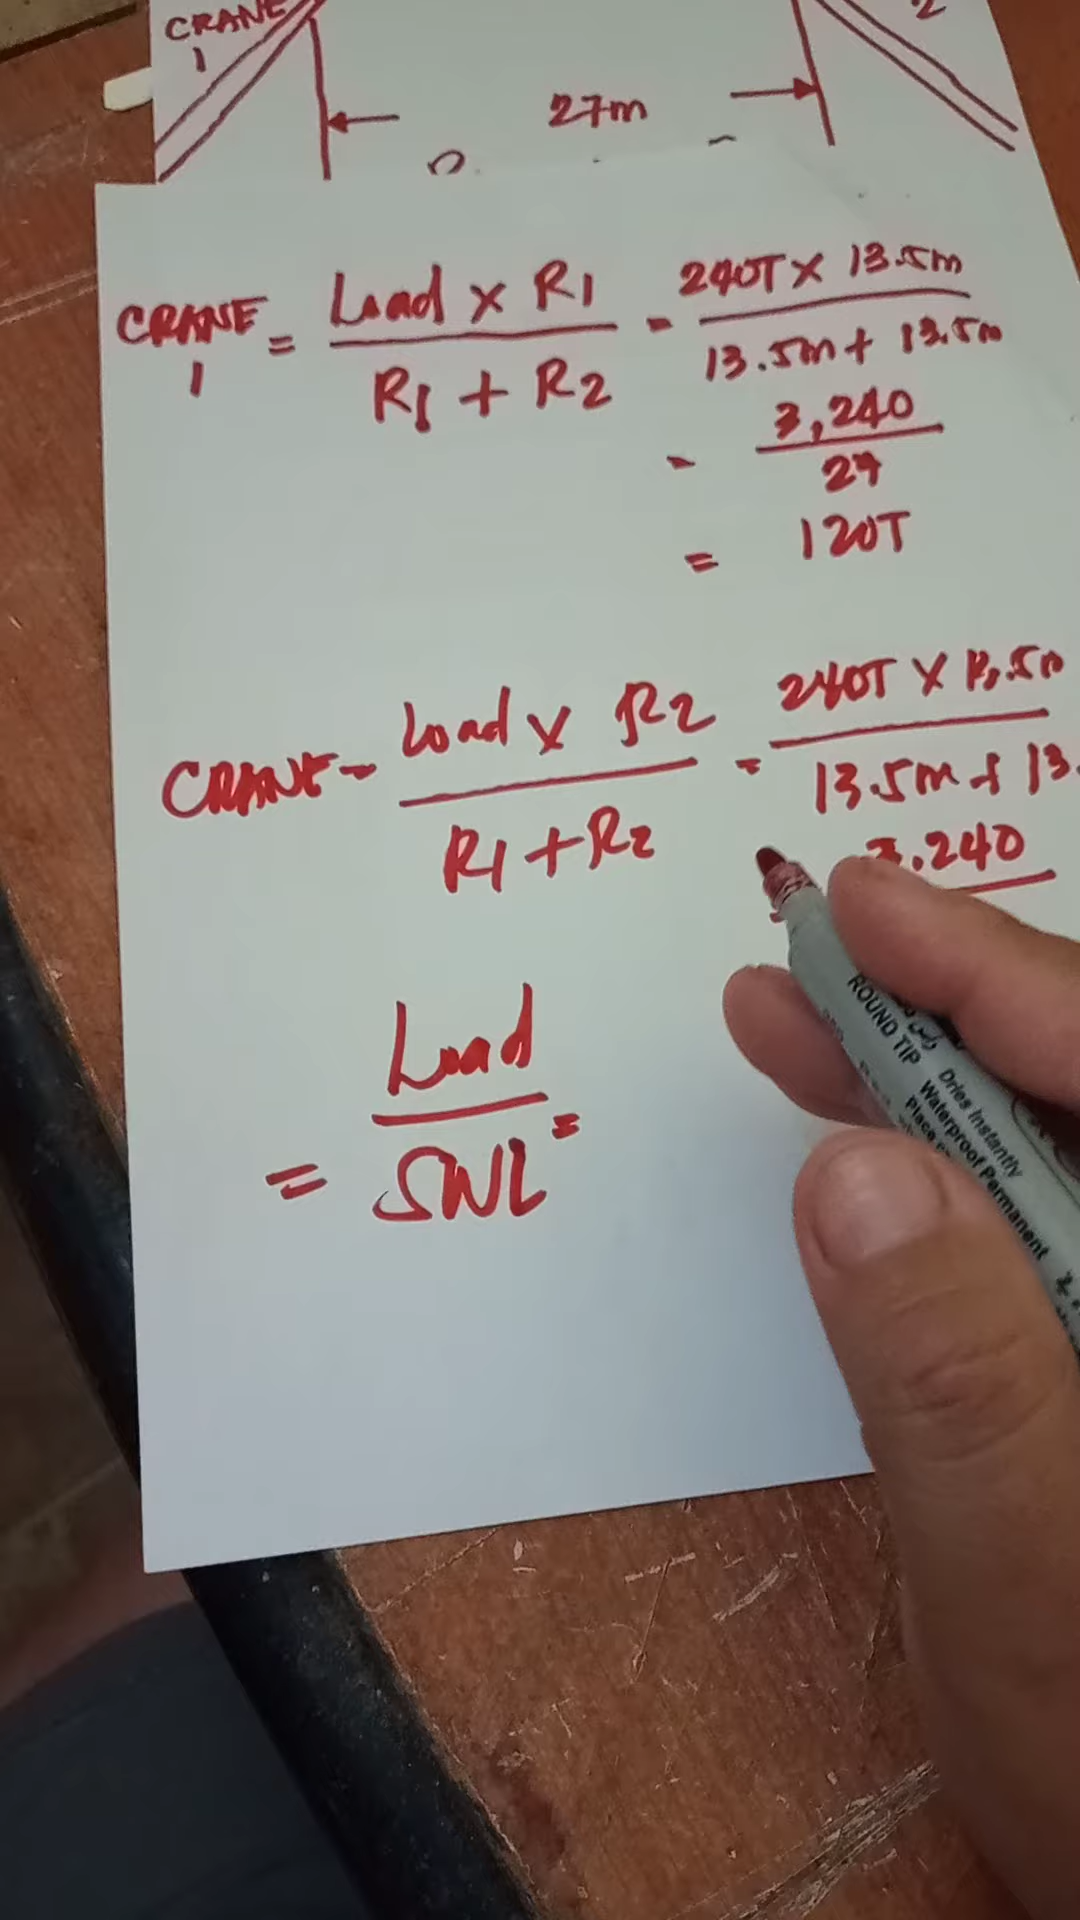 CRANE 1
2
27m
CRANE 1 = Load x R1 / R1 + R2 = 240T x 13.5m / 13.5m + 13.5m
= 3,240 / 27
= 120T
CRANE = Load x R2 / R1 + R2 = 240T x 13.5m / 13.5m + 13.
3.240
= Load / SWL =
ROUND TIP
Dries Instantly
Waterproof Permanent